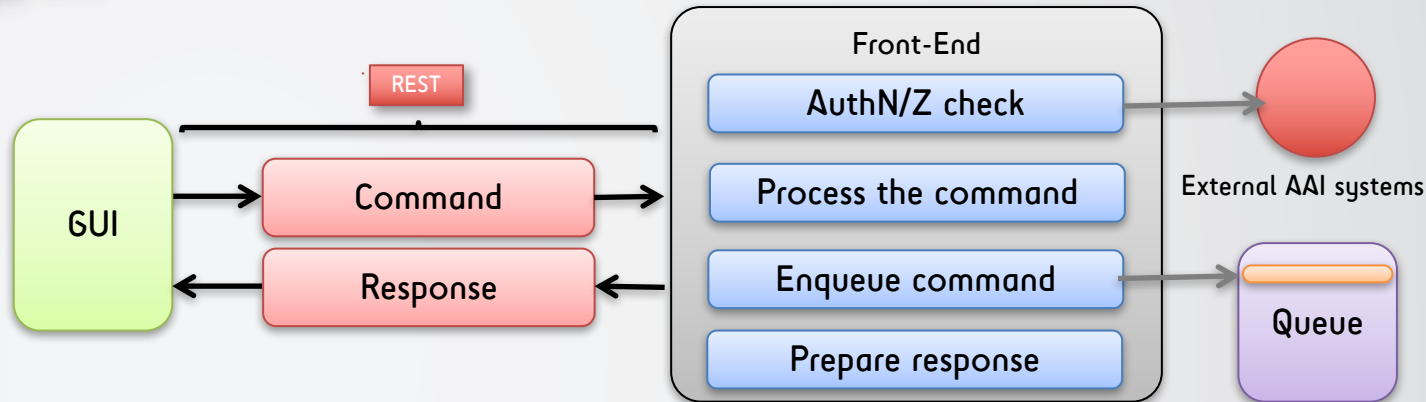 Front-End
REST
AuthN/Z check
GUI
Command
Process the command
External AAI systems
Response
Enqueue command
Queue
Prepare response